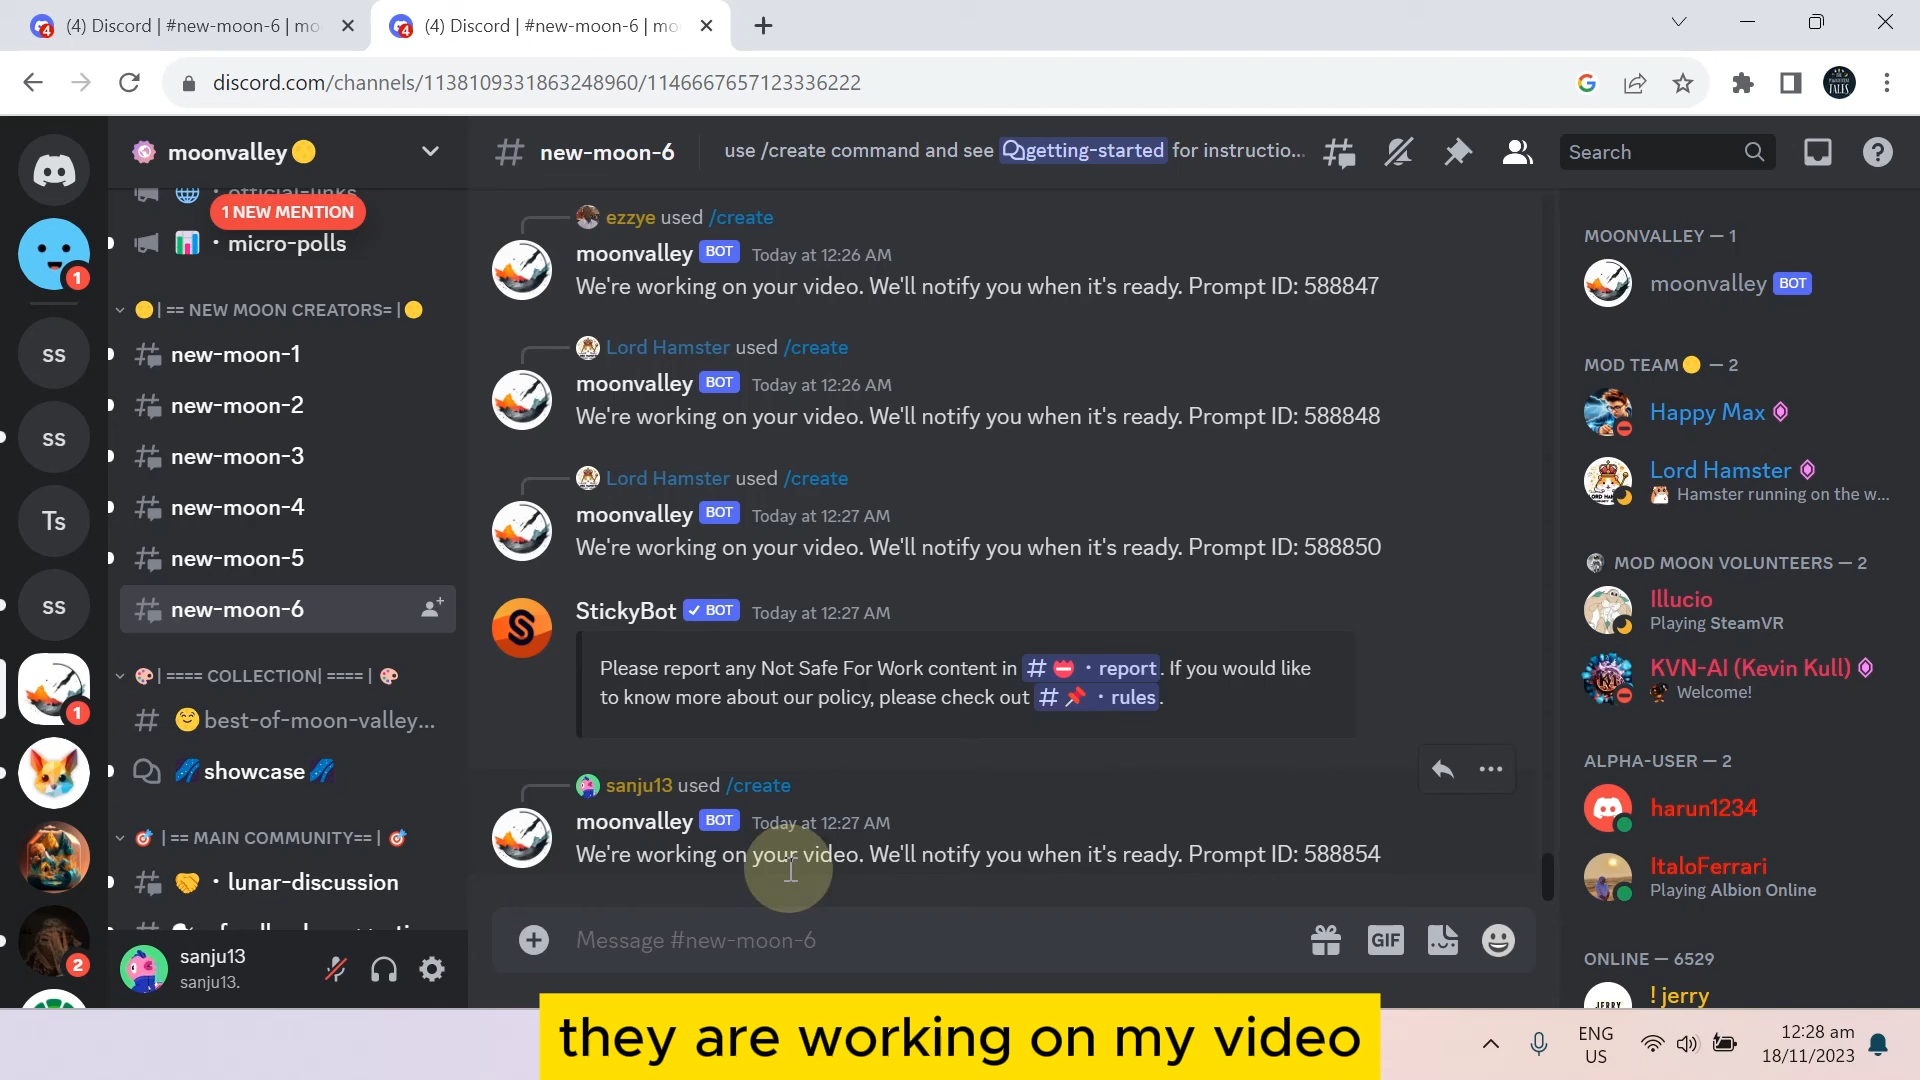 (4) Discord | #new-moon-6 | mo
(4) Discord | #new-moon-6 | mo
discord.com/channels/1138109331863248960/1146667657123336222
moonvalley
official-links
1 NEW MENTION
· micro-polls
| == NEW MOON CREATORS= |
new-moon-1
new-moon-2
new-moon-3
new-moon-4
new-moon-5
new-moon-6
| ==== COLLECTION| ==== |
best-of-moon-valley...
showcase
| == MAIN COMMUNITY== |
· lunar-discussion
sanju13
sanju13.
ss
ss
Ts
ss
1
1
2
new-moon-6
use /create command and see getting-started for instructio...
Search
ezzye used /create
moonvalley BOT Today at 12:26 AM
We're working on your video. We'll notify you when it's ready. Prompt ID: 588847
Lord Hamster used /create
moonvalley BOT Today at 12:26 AM
We're working on your video. We'll notify you when it's ready. Prompt ID: 588848
Lord Hamster used /create
moonvalley BOT Today at 12:27 AM
We're working on your video. We'll notify you when it's ready. Prompt ID: 588850
StickyBot ✓ BOT Today at 12:27 AM
Please report any Not Safe For Work content in # · report. If you would like
to know more about our policy, please check out # · rules.
sanju13 used /create
moonvalley BOT Today at 12:27 AM
We're working on your video. We'll notify you when it's ready. Prompt ID: 588854
Message #new-moon-6
GIF
MOONVALLEY — 1
moonvalley BOT
MOD TEAM — 2
Happy Max
Lord Hamster
Hamster running on the w...
MOD MOON VOLUNTEERS — 2
Illucio
Playing SteamVR
KVN-AI (Kevin Kull)
Welcome!
ALPHA-USER — 2
harun1234
ItaloFerrari
Playing Albion Online
ONLINE — 6529
! jerry
they are working on my video
ENG
US
12:28 am
18/11/2023